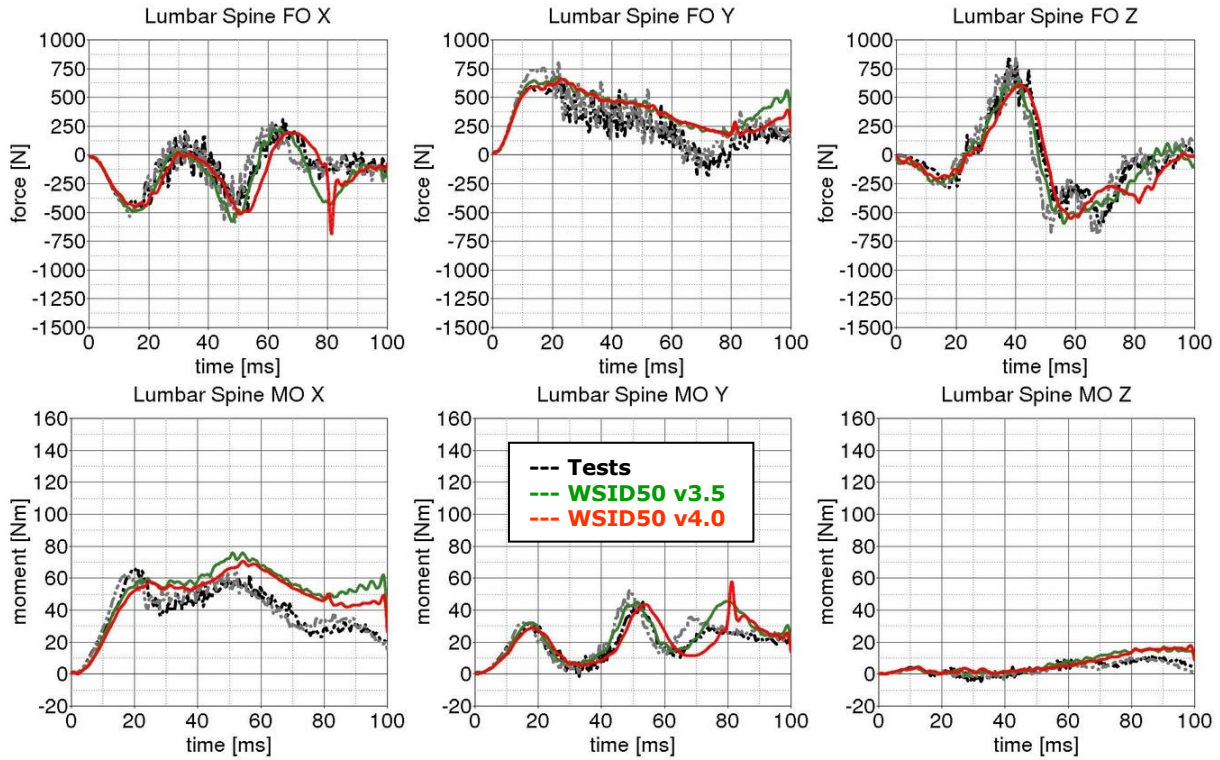 Lumbar Spine FO X
1000
750
500
250
0
-250
-500
-750
-1000
-1250
-1500
force [N]
0 20 40 60 80 100
time [ms]
Lumbar Spine FO Y
1000
750
500
250
0
-250
-500
-750
-1000
-1250
-1500
force [N]
0 20 40 60 80 100
time [ms]
Lumbar Spine FO Z
1000
750
500
250
0
-250
-500
-750
-1000
-1250
-1500
force [N]
0 20 40 60 80 100
time [ms]
Lumbar Spine MO X
160
140
120
100
80
60
40
20
0
-20
moment [Nm]
0 20 40 60 80 100
time [ms]
Lumbar Spine MO Y
160
140
120
100
80
60
40
20
0
-20
moment [Nm]
0 20 40 60 80 100
time [ms]
--- Tests
--- WSID50 v3.5
--- WSID50 v4.0
Lumbar Spine MO Z
160
140
120
100
80
60
40
20
0
-20
moment [Nm]
0 20 40 60 80 100
time [ms]